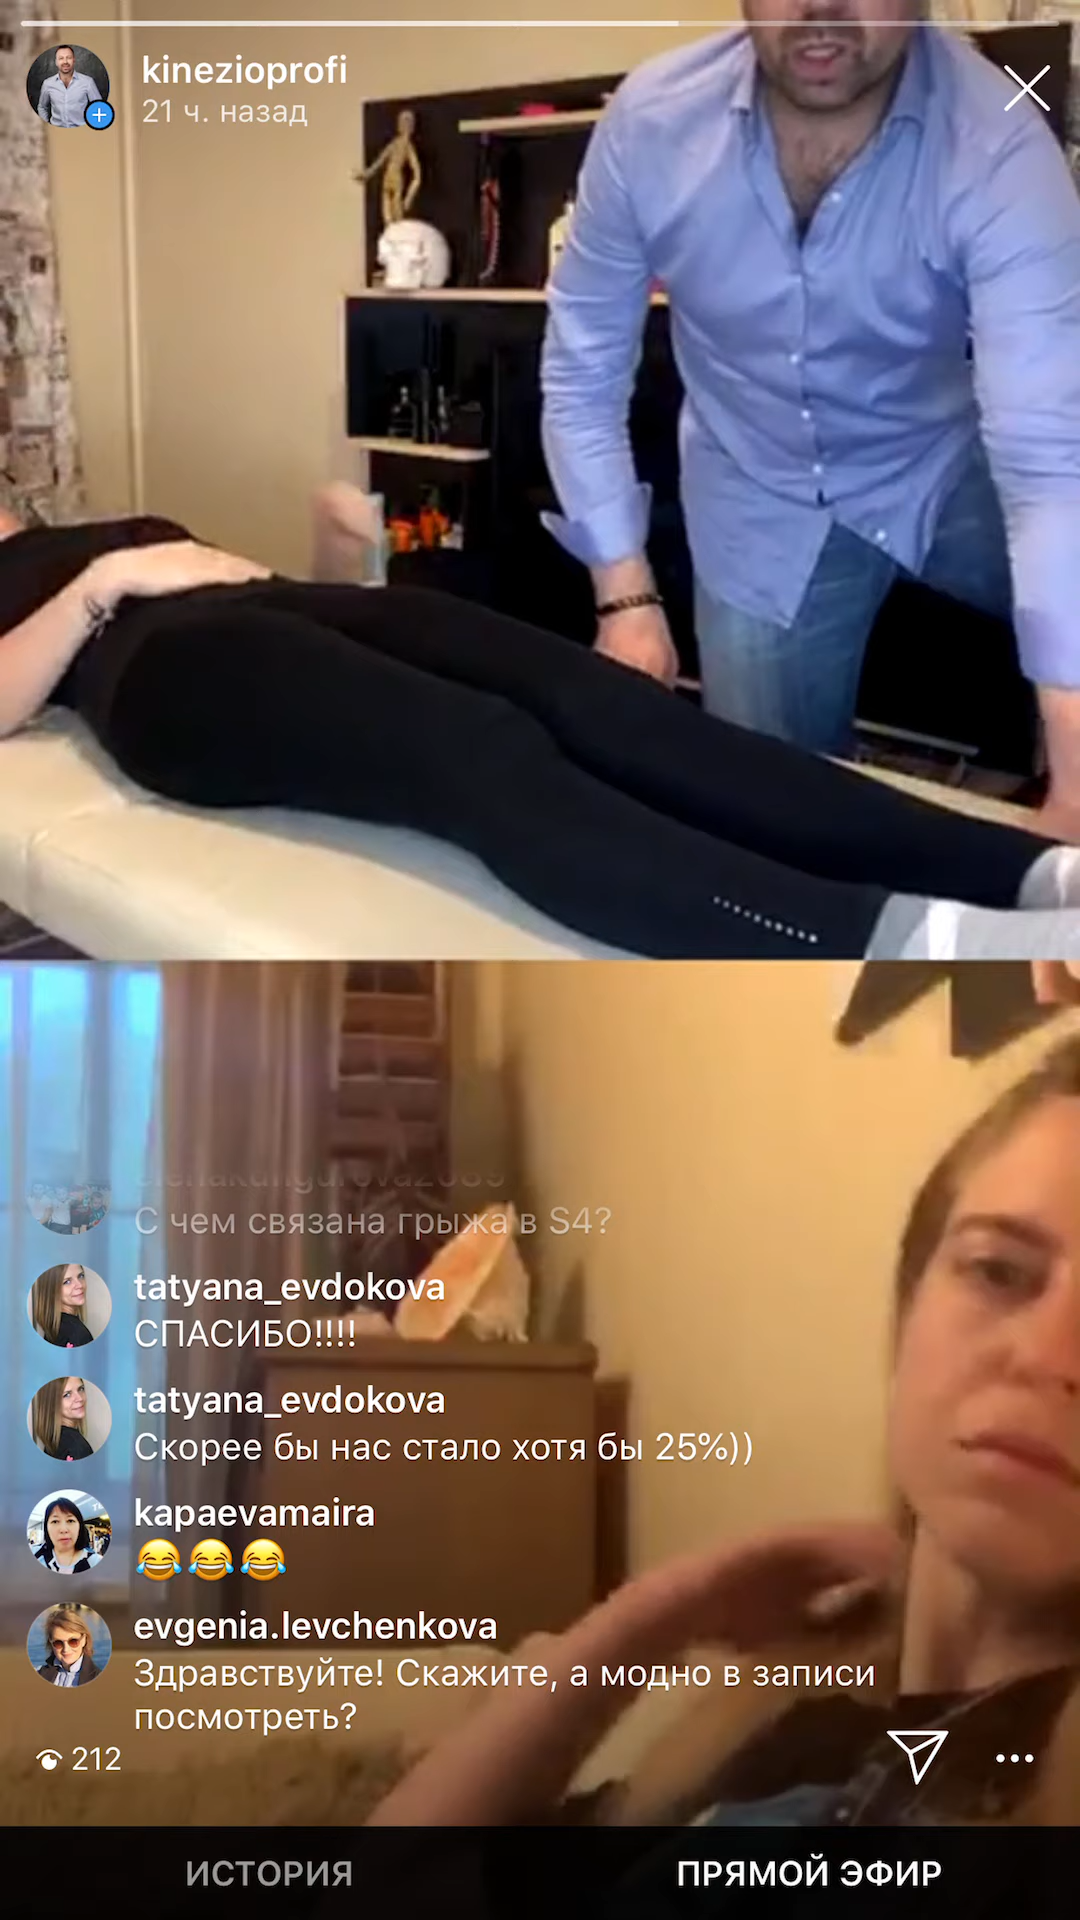 kinezioprofi
21 ч. назад
С чем связана грыжа в S4?
tatyana_evdokova
СПАСИБО!!!!
tatyana_evdokova
Скорее бы нас стало хотя бы 25%))
kapaevamaira
😂😂😂
evgenia.levchenkova
Здравствуйте! Скажите, а модно в записи
посмотреть?
212
ИСТОРИЯ
ПРЯМОЙ ЭФИР